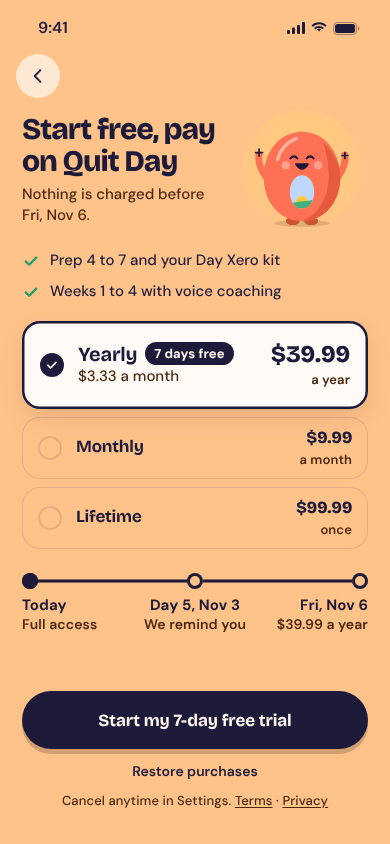 9:41
Start free, pay
on Quit Day
Nothing is charged before
Fri, Nov 6.
Prep 4 to 7 and your Day Xero kit
Weeks 1 to 4 with voice coaching
Yearly 7 days free $39.99
$3.33 a month a year
Monthly $9.99
a month
Lifetime $99.99
once
Today Day 5, Nov 3 Fri, Nov 6
Full access We remind you $39.99 a year
Start my 7-day free trial
Restore purchases
Cancel anytime in Settings. Terms · Privacy